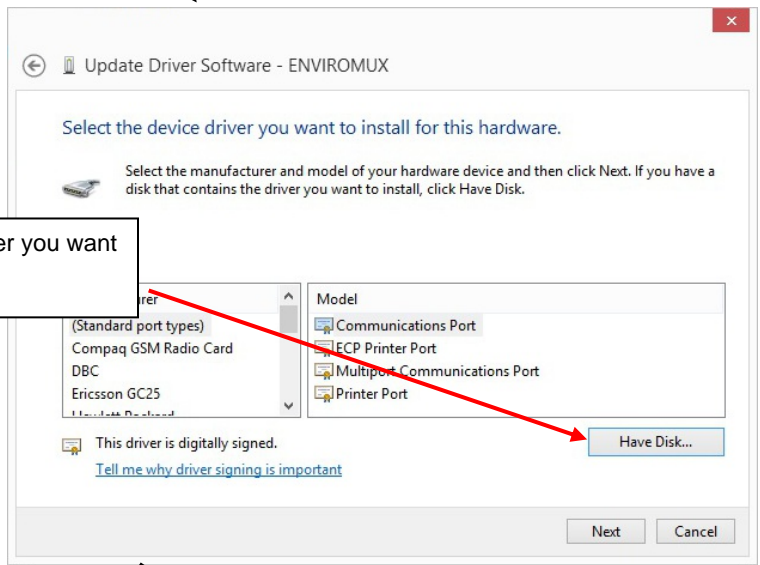 Update Driver Software - ENVIROMUX
Select the device driver you want to install for this hardware.
Select the manufacturer and model of your hardware device and then click Next. If you have a
disk that contains the driver you want to install, click Have Disk.
you want
Model
(Standard port types)
Compaq GSM Radio Card
DBC
Ericsson GC25
Communications Port
ECP Printer Port
Multiport Communications Port
Printer Port
This driver is digitally signed.
Tell me why driver signing is important
Have Disk...
Next
Cancel